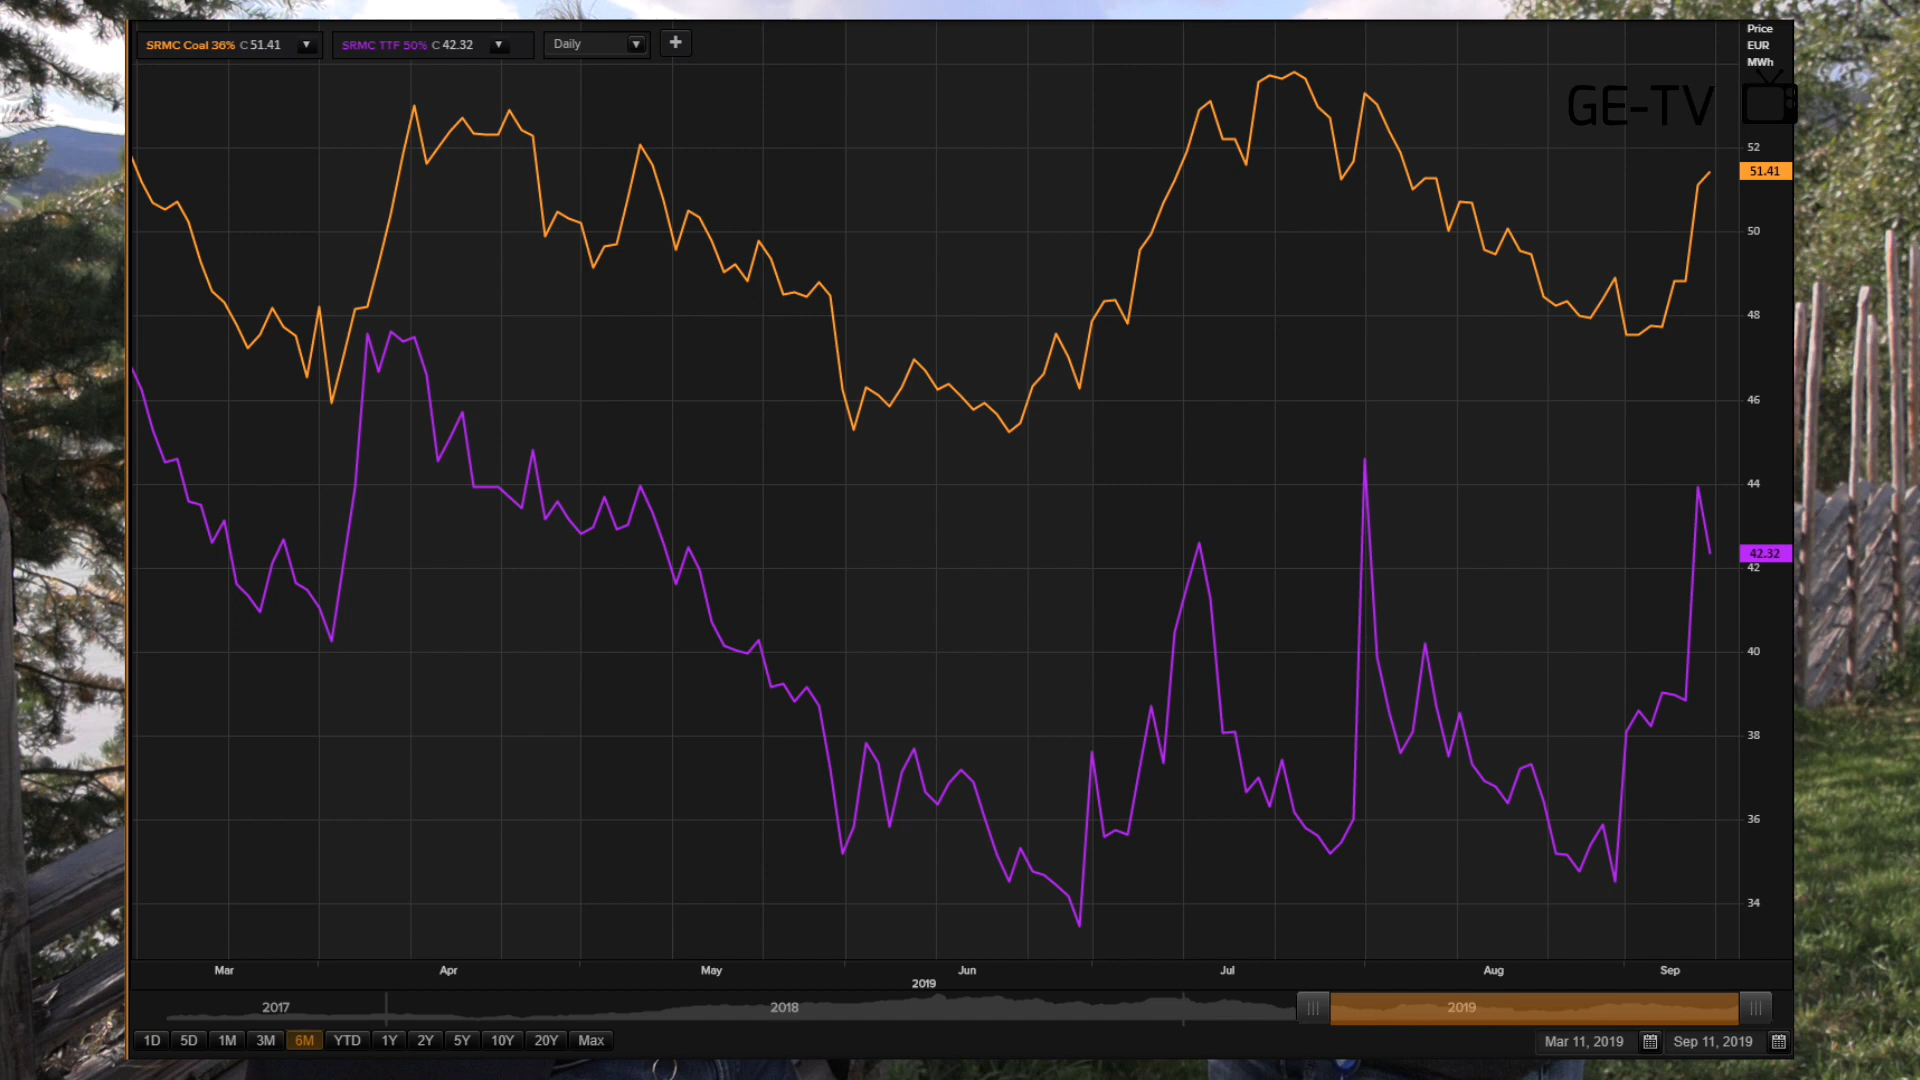 SRMC Coal 36% C 51.41
SRMC TTF 50% C 42.32
Daily
+
Price
EUR
MWh
GE-TV
52
51.41
50
48
46
44
42.32
42
40
38
36
34
Mar Apr May Jun Jul Aug Sep
2019
2017 2018 2019
1D 5D 1M 3M 6M YTD 1Y 2Y 5Y 10Y 20Y Max
Mar 11, 2019 Sep 11, 2019